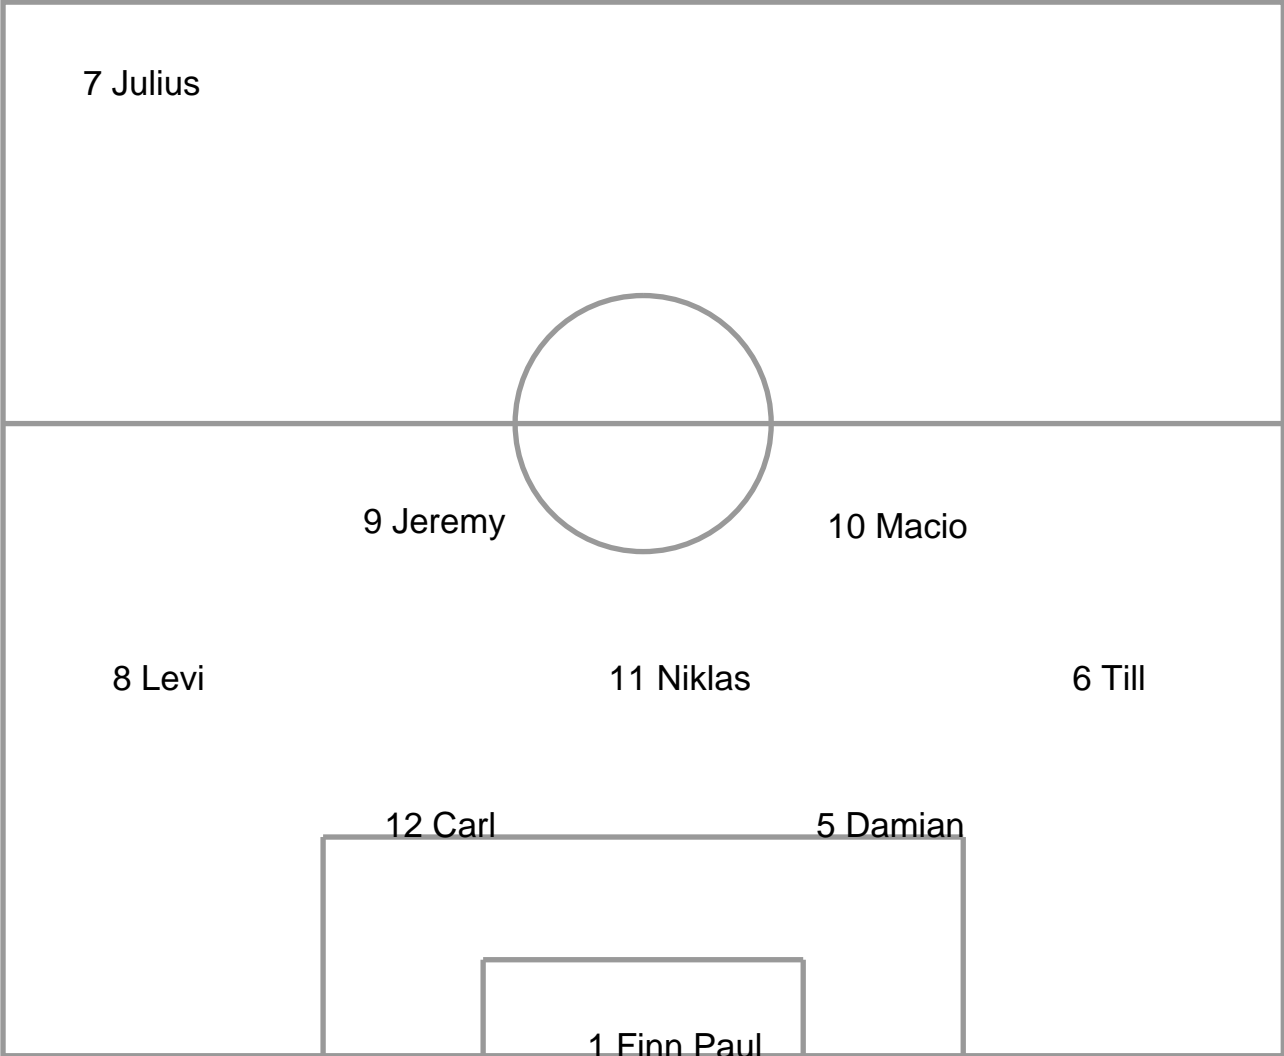 7 Julius
9 Jeremy
10 Macio
8 Levi
11 Niklas
6 Till
12 Carl
5 Damian
1 Finn Paul